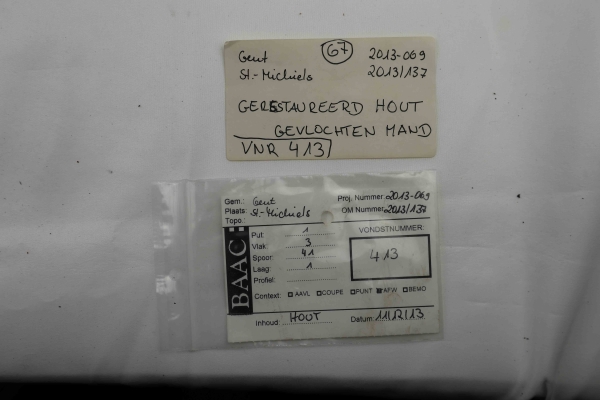 Gent 67 2013-069
St.-Michiels 2013/137
GERESTAUREERD HOUT
GEVLOCHTEN MAND
VNR 413
Gem.: Gent Proj. Nummer 2013-069
Plaats: St.-Michiels OM Nummer 2013/137
Topo.:
BAAC
Put: 1 VONDSTNUMMER:
Vlak: 3
Spoor: 41 413
Laag: 1
Profiel:
Context: AAVL COUPE PUNT AFW BEMO
Inhoud: HOUT Datum: 11/12/13